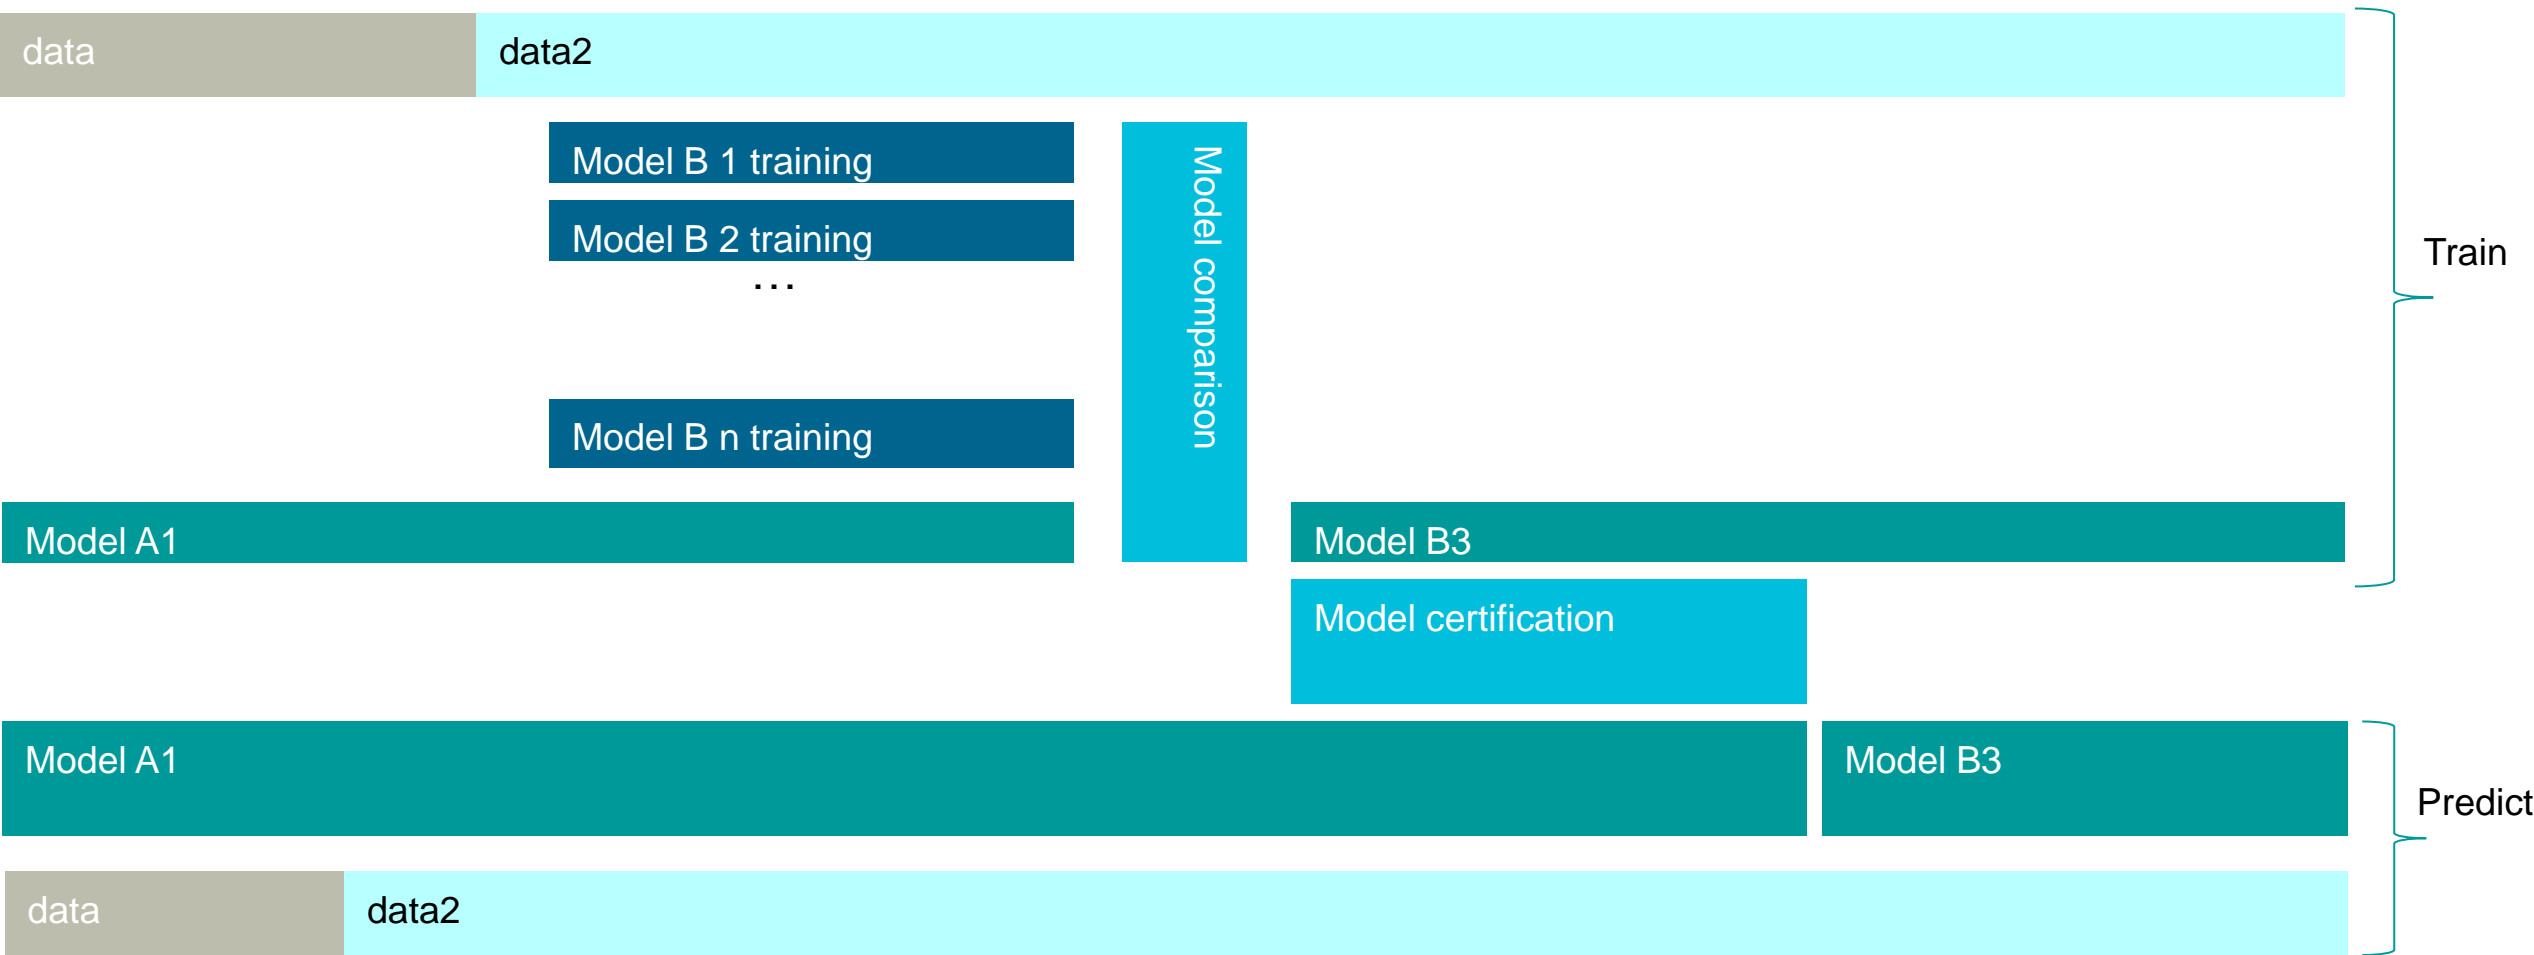 data
data2
Model B 1 training
Model B 2 training
…
Model B n training
Model comparison
Train
Model A1
Model B3
Model certification
Model A1
Model B3
Predict
data
data2